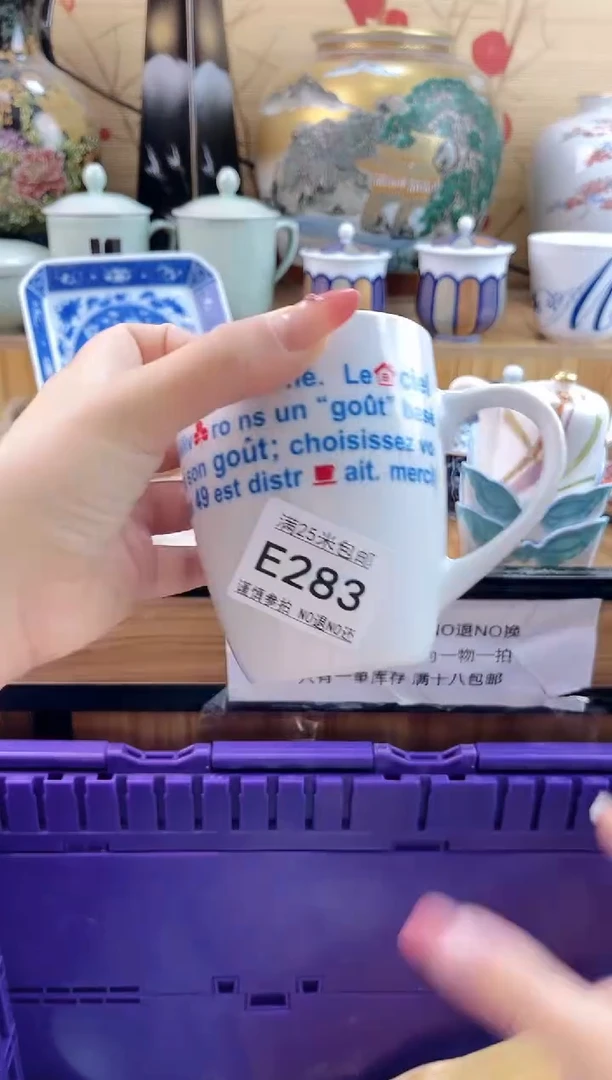 ne. Le ciel
ro ns un "goût" basé
son goût; choisissez vo
49 est distr ait. merci
满25米包邮
E283
谨慎参拍 NO退NO还
NO退NO换
一物一拍
只有一单库存 满十八包邮